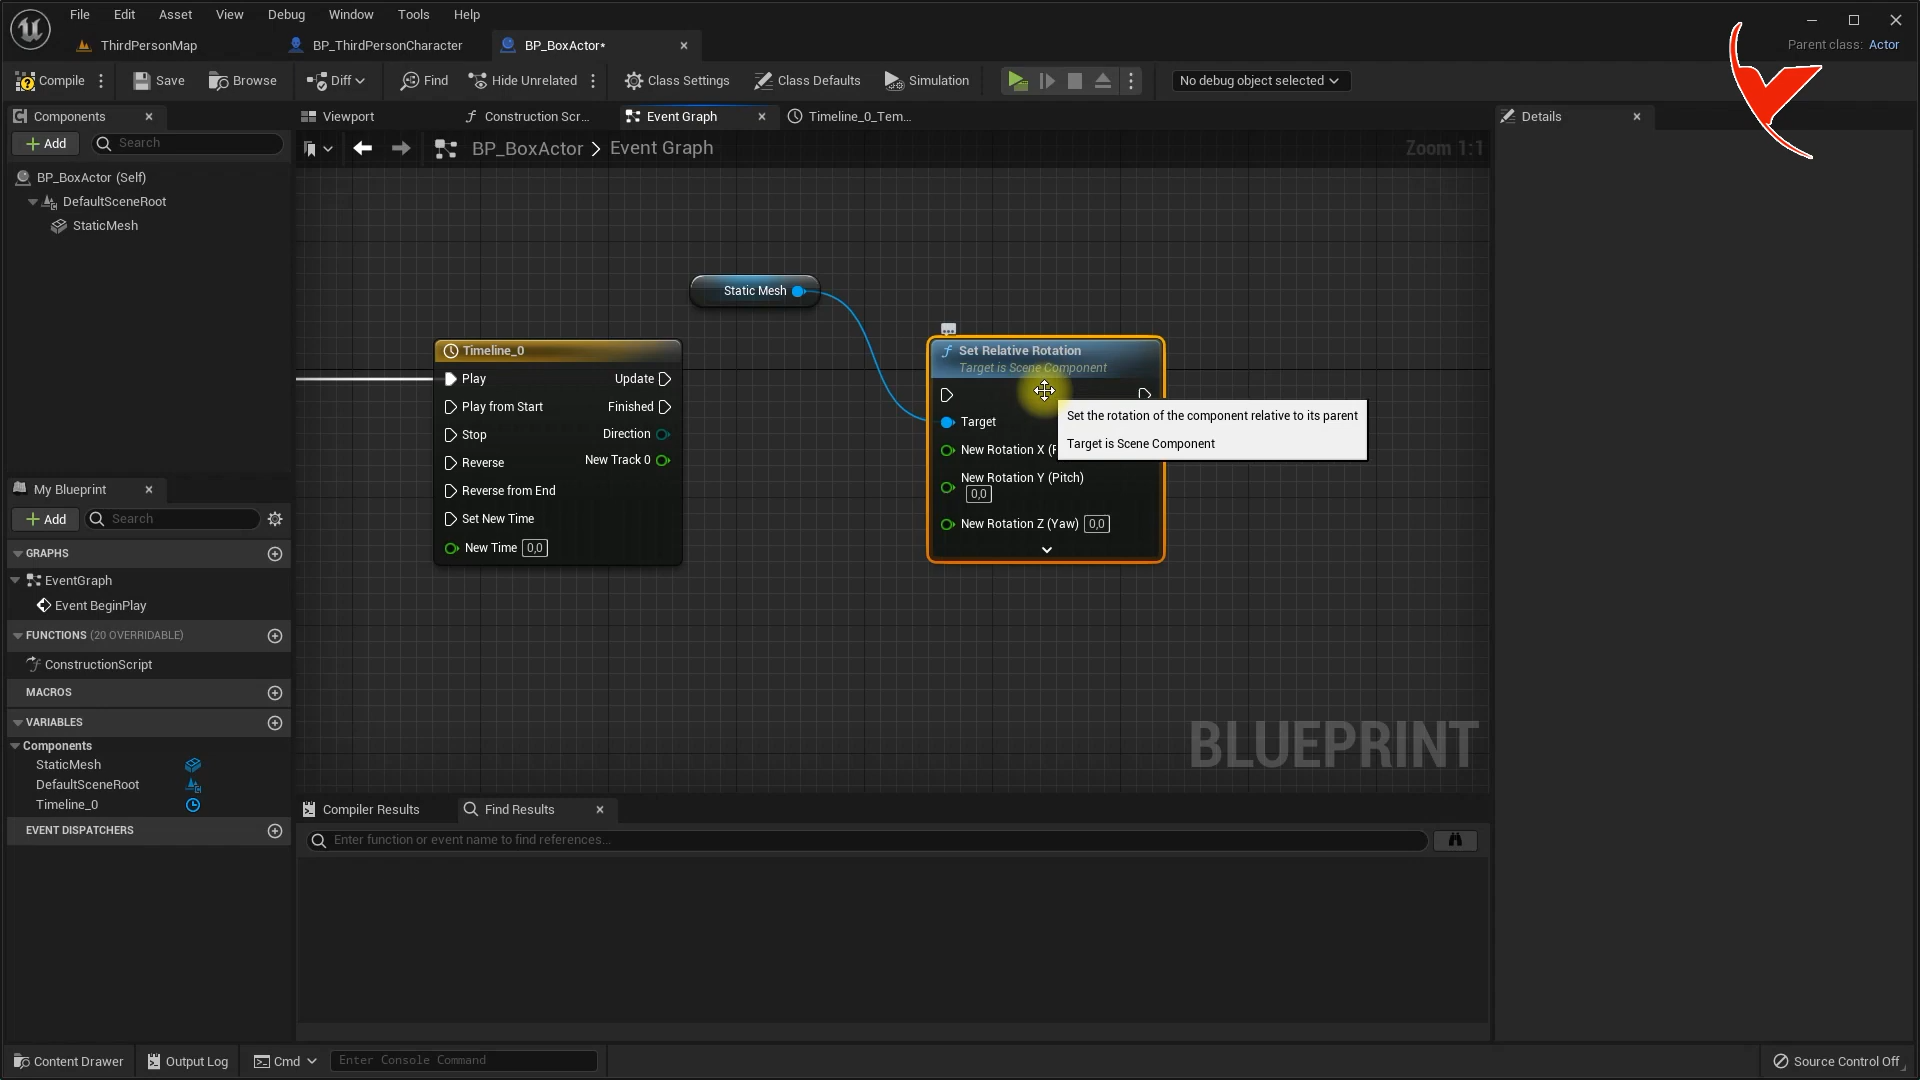 File Edit Asset View Debug Window Tools Help
ThirdPersonMap BP_ThirdPersonCharacter BP_BoxActor*
Parent class: Actor
Compile Save Browse Diff Find Hide Unrelated Class Settings Class Defaults Simulation No debug object selected
Components Viewport Construction Scr... Event Graph Timeline_0_Tem... Details
Add Search
BP_BoxActor > Event Graph
Zoom 1:1
BP_BoxActor (Self)
DefaultSceneRoot
StaticMesh
Static Mesh
Timeline_0
Play Update
Play from Start Finished
Stop Direction
Reverse New Track 0
Reverse from End
Set New Time
New Time 0,0
Set Relative Rotation
Target is Scene Component
Target
New Rotation X
New Rotation Y (Pitch)
0,0
New Rotation Z (Yaw) 0,0
Set the rotation of the component relative to its parent
Target is Scene Component
BLUEPRINT
My Blueprint
Add Search
GRAPHS
EventGraph
Event BeginPlay
FUNCTIONS (20 OVERRIDABLE)
ConstructionScript
MACROS
VARIABLES
Components
StaticMesh
DefaultSceneRoot
Timeline_0
EVENT DISPATCHERS
Compiler Results Find Results
Enter function or event name to find references...
Content Drawer Output Log Cmd Enter Console Command Source Control Off